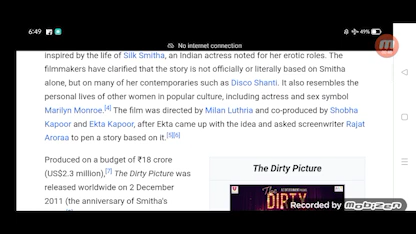 6:49
49%
No internet connection
inspired by the life of Silk Smitha, an Indian actress noted for her erotic roles. The
filmmakers have clarified that the story is not officially or literally based on Smitha
alone, but on many of her contemporaries such as Disco Shanti. It also resembles the
personal lives of other women in popular culture, including actress and sex symbol
Marilyn Monroe.[4] The film was directed by Milan Luthria and co-produced by Shobha
Kapoor and Ekta Kapoor, after Ekta came up with the idea and asked screenwriter Rajat
Aroraa to pen a story based on it.[5][6]
Produced on a budget of ₹18 crore
(US$2.3 million),[7] The Dirty Picture was
released worldwide on 2 December
2011 (the anniversary of Smitha's
The Dirty Picture
The
DIRTY
Recorded by mobizen